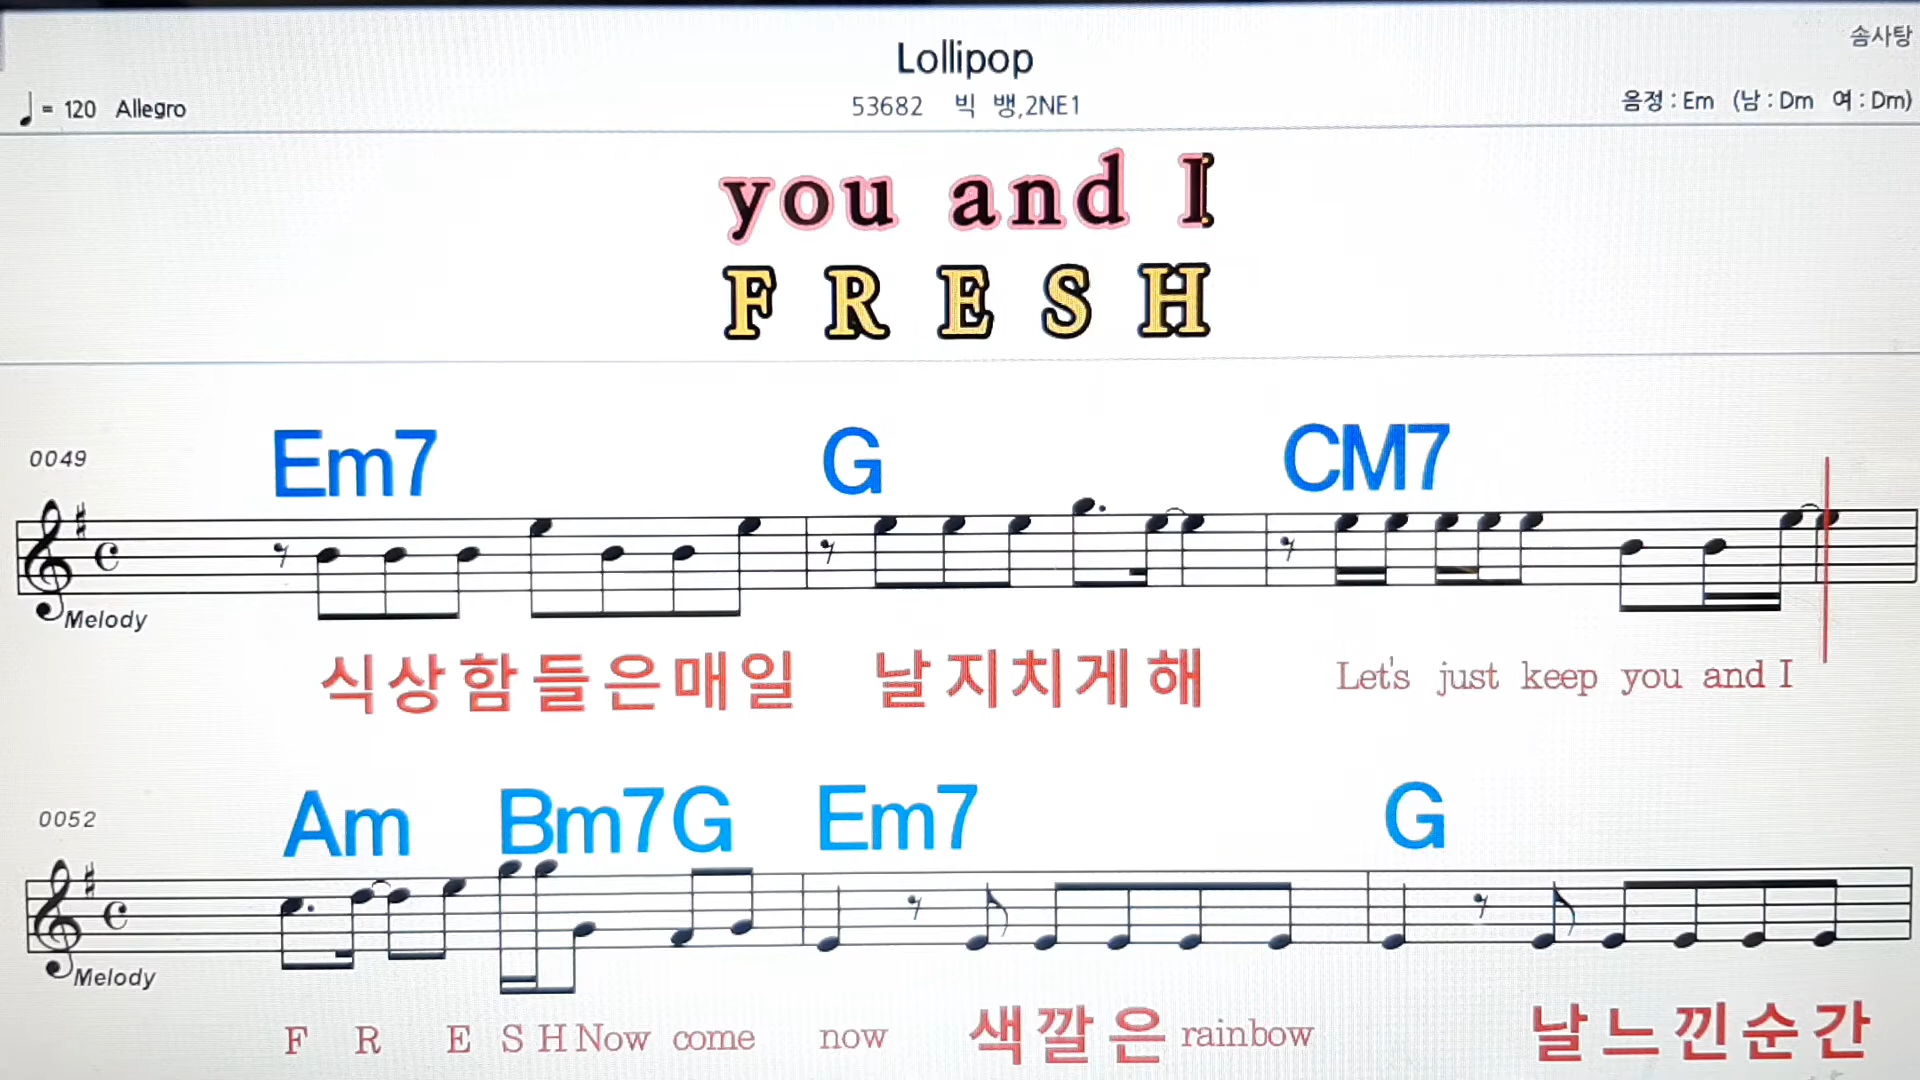 솜사탕
Lollipop
♩ = 120 Allegro
53682 빅 뱅,2NE1
음정 : Em (남 : Dm 여 : Dm)
you and I
F R E S H
0049
Em7 G CM7
Melody
식상함들은매일 날지치게해 Let's just keep you and I
0052
Am Bm7 G Em7 G
Melody
F R E S H Now come now 색깔은 rainbow 날느낀순간